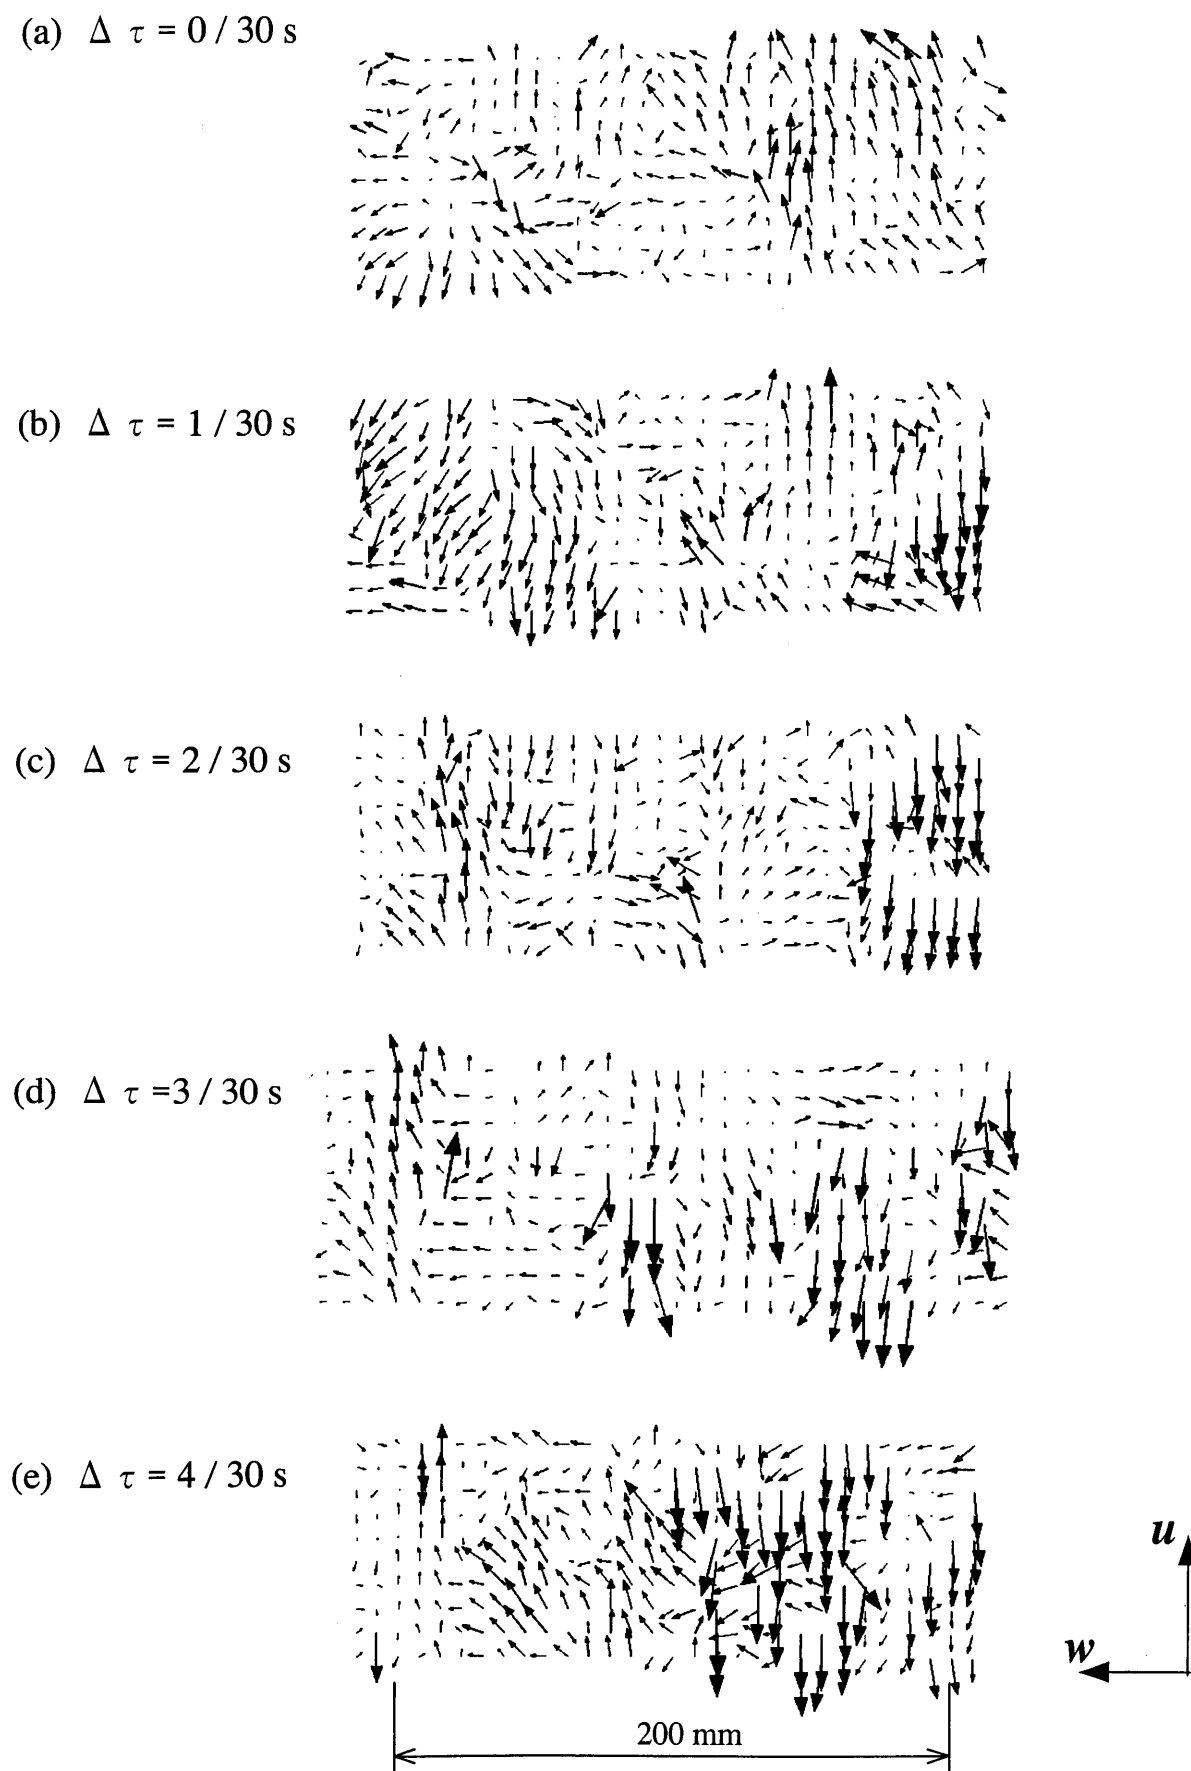 (a) Δ τ = 0 / 30 s
(b) Δ τ = 1 / 30 s
(c) Δ τ = 2 / 30 s
(d) Δ τ =3 / 30 s
(e) Δ τ = 4 / 30 s
u
w
200 mm